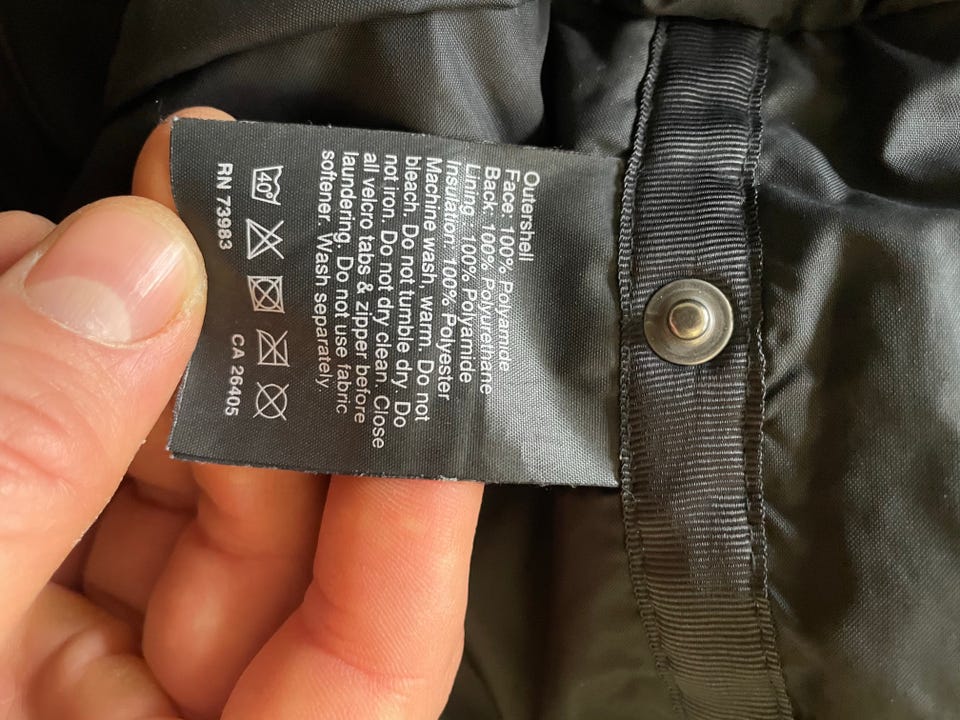 Outershell
Face: 100% Polyamide
Back: 100% Polyurethane
Lining : 100% Polyamide
Insulation: 100% Polyester
Machine wash, warm. Do not
bleach. Do not tumble dry. Do
not iron. Do not dry clean. Close
all velcro tabs & zipper before
laundering. Do not use fabric
softener. Wash separately.
40°
RN 73983 CA 26405